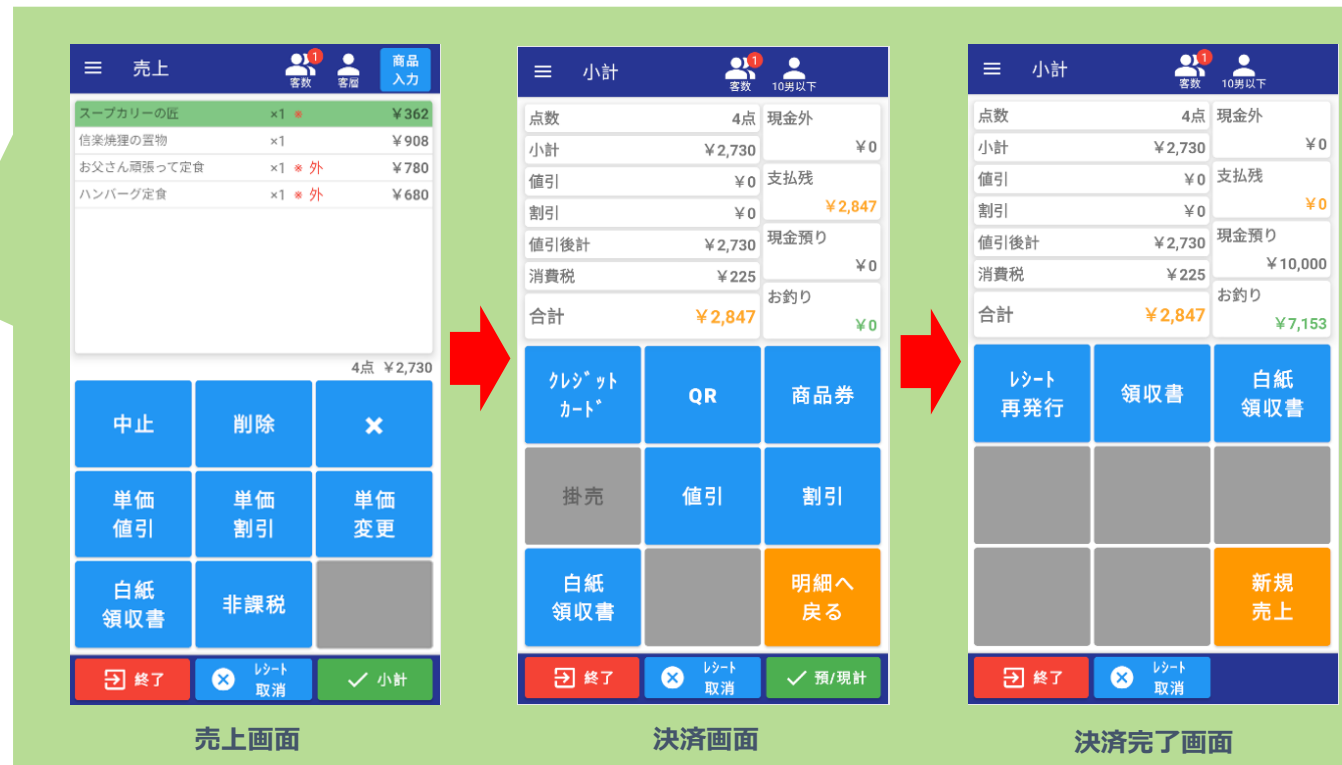 売上
1
客数
客層
商品
入力
スープカリーの匠 ×1 ※ ¥362
信楽焼狸の置物 ×1 ¥908
お父さん頑張って定食 ×1 ※ 外 ¥780
ハンバーグ定食 ×1 ※ 外 ¥680
4点 ¥2,730
中止
削除
×
単価
値引
単価
割引
単価
変更
白紙
領収書
非課税
終了
レシート
取消
小計
売上画面
小計
1
客数
10男以下
点数 4点
小計 ¥2,730
値引 ¥0
割引 ¥0
値引後計 ¥2,730
消費税 ¥225
合計 ¥2,847
現金外
¥0
支払残
¥2,847
現金預り
¥0
お釣り
¥0
クレジット
カード
QR
商品券
掛売
値引
割引
白紙
領収書
明細へ
戻る
終了
レシート
取消
預/現計
決済画面
小計
1
客数
10男以下
点数 4点
小計 ¥2,730
値引 ¥0
割引 ¥0
値引後計 ¥2,730
消費税 ¥225
合計 ¥2,847
現金外
¥0
支払残
¥0
現金預り
¥10,000
お釣り
¥7,153
レシート
再発行
領収書
白紙
領収書
新規
売上
終了
レシート
取消
決済完了画面